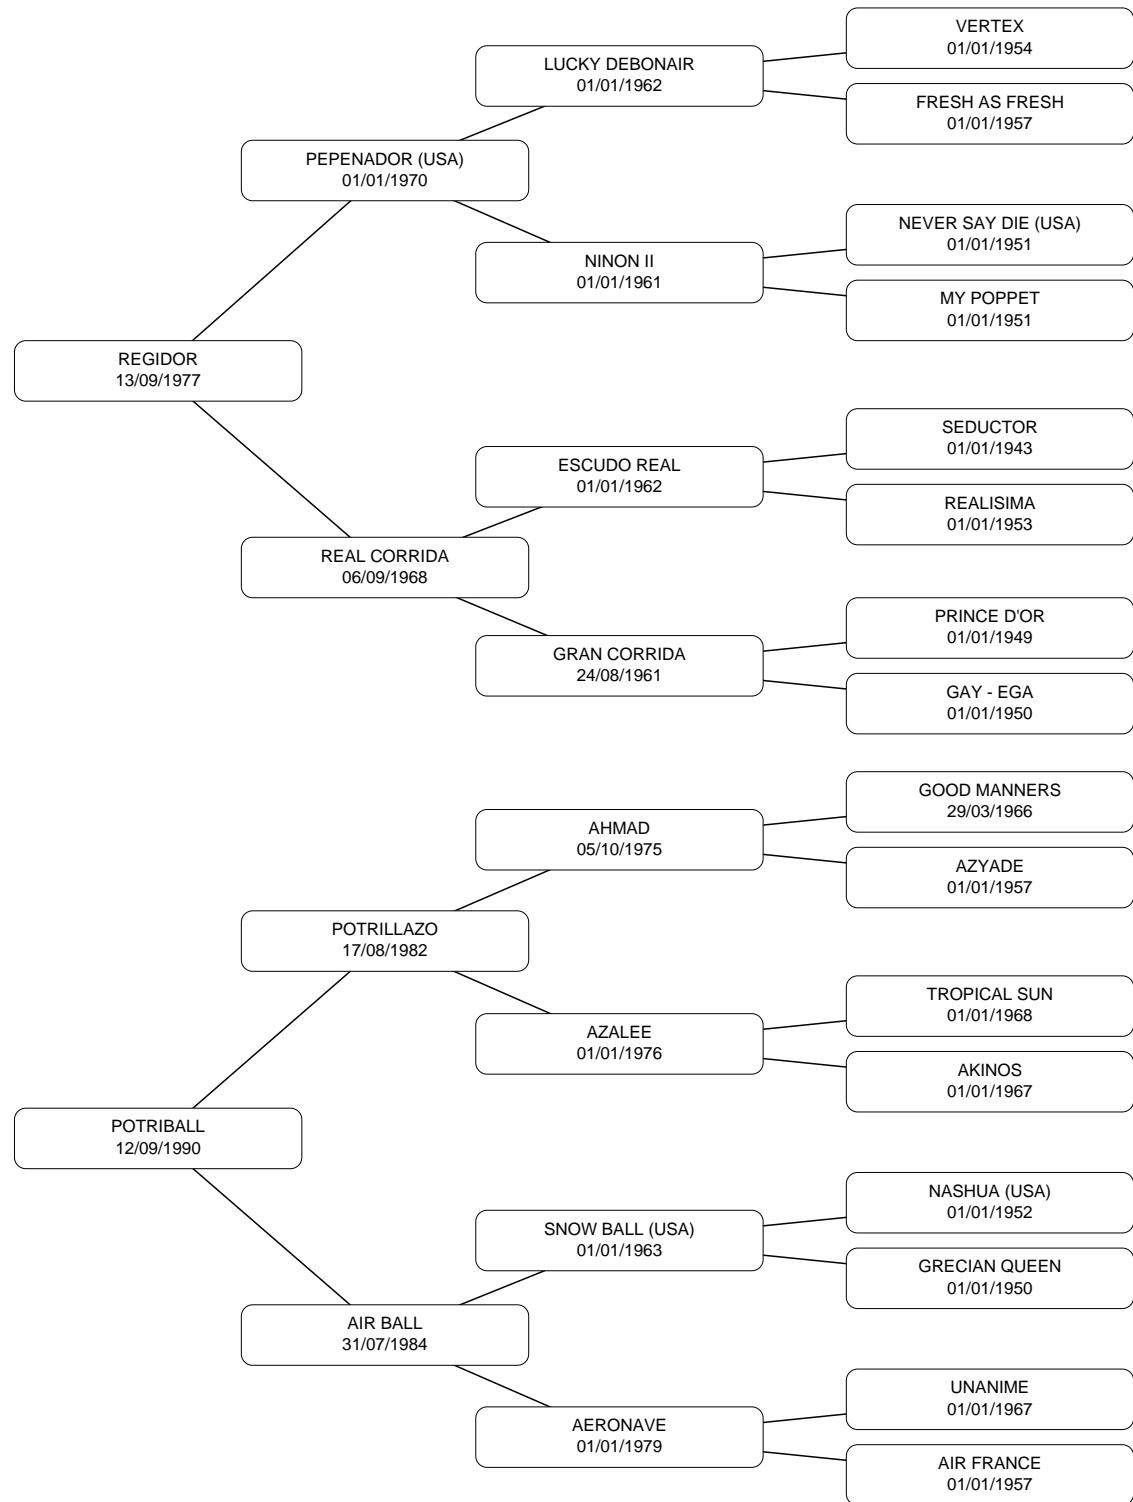 VERTEX
01/01/1954
LUCKY DEBONAIR
01/01/1962
FRESH AS FRESH
01/01/1957
PEPENADOR (USA)
01/01/1970
NEVER SAY DIE (USA)
01/01/1951
NINON II
01/01/1961
MY POPPET
01/01/1951
REGIDOR
13/09/1977
SEDUCTOR
01/01/1943
ESCUDO REAL
01/01/1962
REALISIMA
01/01/1953
REAL CORRIDA
06/09/1968
PRINCE D'OR
01/01/1949
GRAN CORRIDA
24/08/1961
GAY - EGA
01/01/1950
GOOD MANNERS
29/03/1966
AHMAD
05/10/1975
AZYADE
01/01/1957
POTRILLAZO
17/08/1982
TROPICAL SUN
01/01/1968
AZALEE
01/01/1976
AKINOS
01/01/1967
POTRIBALL
12/09/1990
NASHUA (USA)
01/01/1952
SNOW BALL (USA)
01/01/1963
GRECIAN QUEEN
01/01/1950
AIR BALL
31/07/1984
UNANIME
01/01/1967
AERONAVE
01/01/1979
AIR FRANCE
01/01/1957